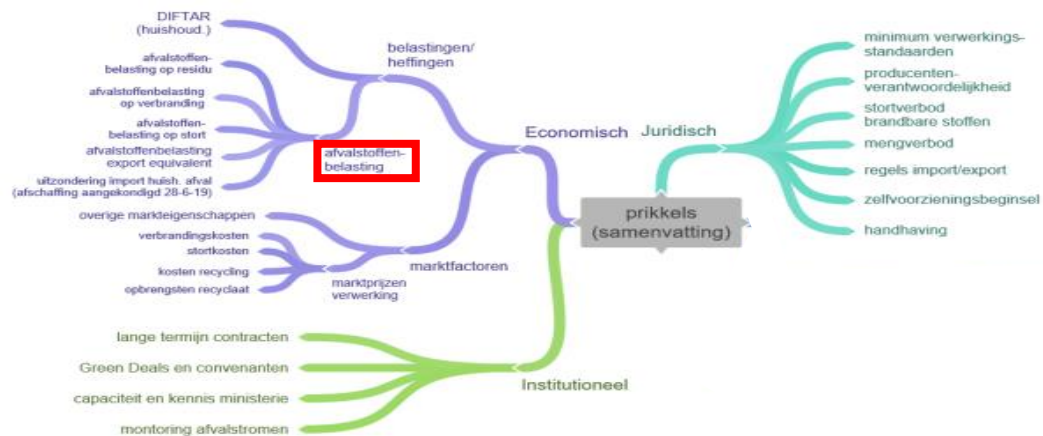 DIFTAR
(huishoud.)
afvalstoffen-
belasting op residu
afvalstoffenbelasting
op verbranding
afvalstoffen-
belasting op stort
afvalstoffenbelasting
export equivalent
uitzondering import huish. afval
(afschaffing aangekondigd 28-6-19)
belastingen/
heffingen
afvalstoffen-
belasting
overige markteigenschappen
verbrandingskosten
stortkosten
kosten recycling
opbrengsten recyclaat
marktprijzen
verwerking
marktfactoren
Economisch
lange termijn contracten
Green Deals en convenanten
capaciteit en kennis ministerie
montoring afvalstromen
Institutioneel
prikkels
(samenvatting)
Juridisch
minimum verwerkings-
standaarden
producenten-
verantwoordelijkheid
stortverbod
brandbare stoffen
mengverbod
regels import/export
zelfvoorzieningsbeginsel
handhaving